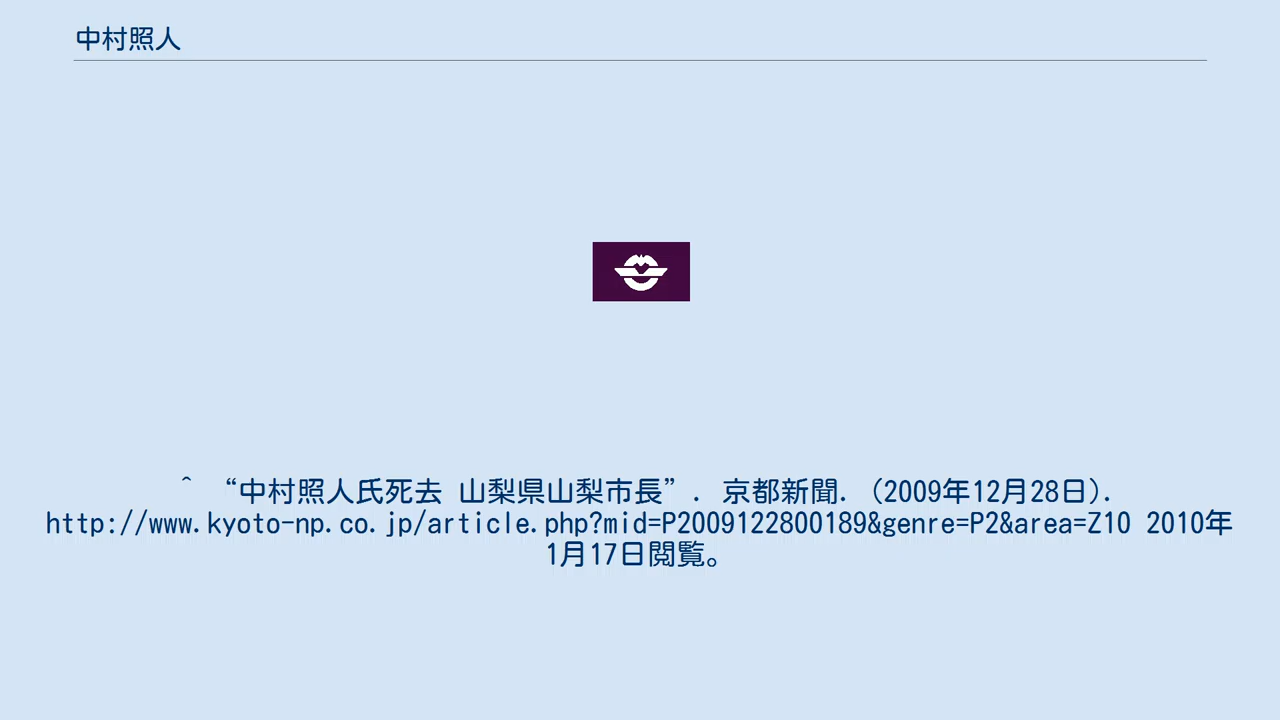 中村照人
^ “中村照人氏死去 山梨県山梨市長”. 京都新聞. (2009年12月28日).
http://www.kyoto-np.co.jp/article.php?mid=P2009122800189&genre=P2&area=Z10 2010年
1月17日閲覧。